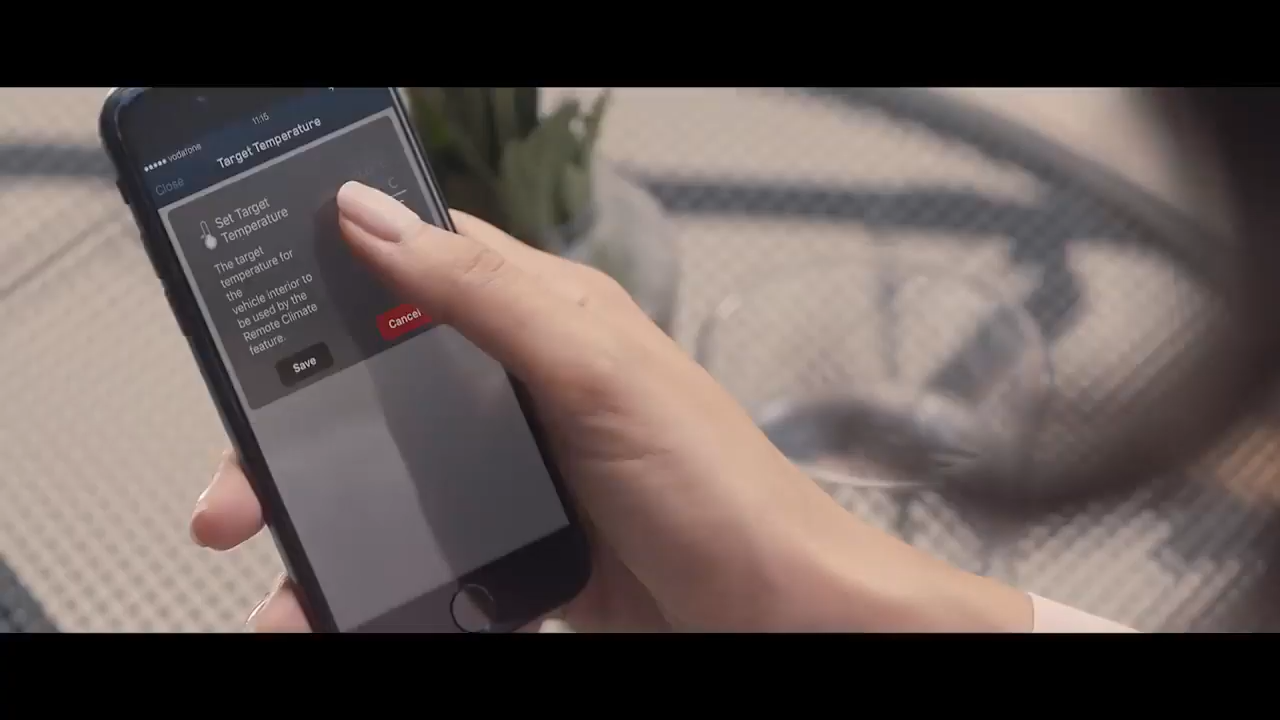 11:15
vodafone
Target Temperature
Close
C
Set Target
Temperature
The target
temperature for
the
vehicle interior to
be used by the
Remote Climate
feature.
Cancel
Save